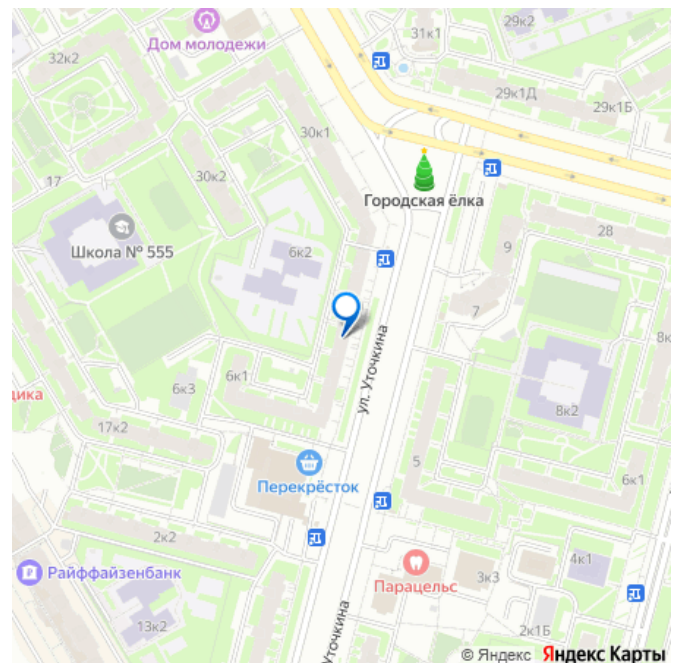 29к2
31к1
Дом молодежи
32к2
29к1Д
29к1Б
30к1
17
30к2
Городская ёлка
Школа № 555
28
6к2
9
7
8к
ул. Уточкина
6к1
6к3
дика
8к2
17к2
5
Перекрёсток
6к1
2к2
4к1
Райффайзенбанк
Парацельс
3к3
13к2
2к1Б
Уточкина
© Яндекс Яндекс Карты